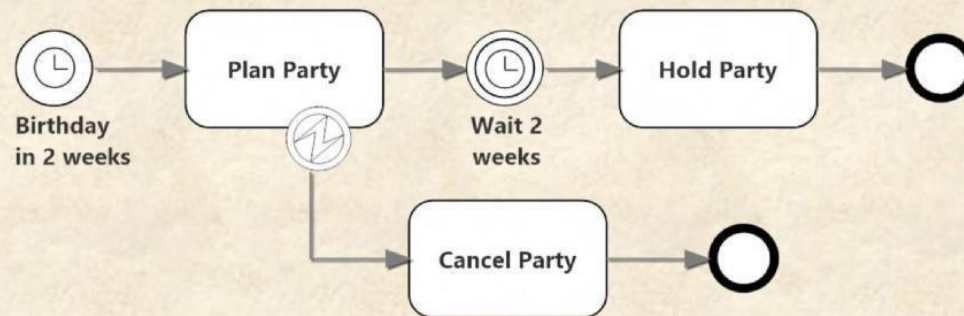 Plan Party
Hold Party
Birthday
in 2 weeks
Wait 2
weeks
Cancel Party